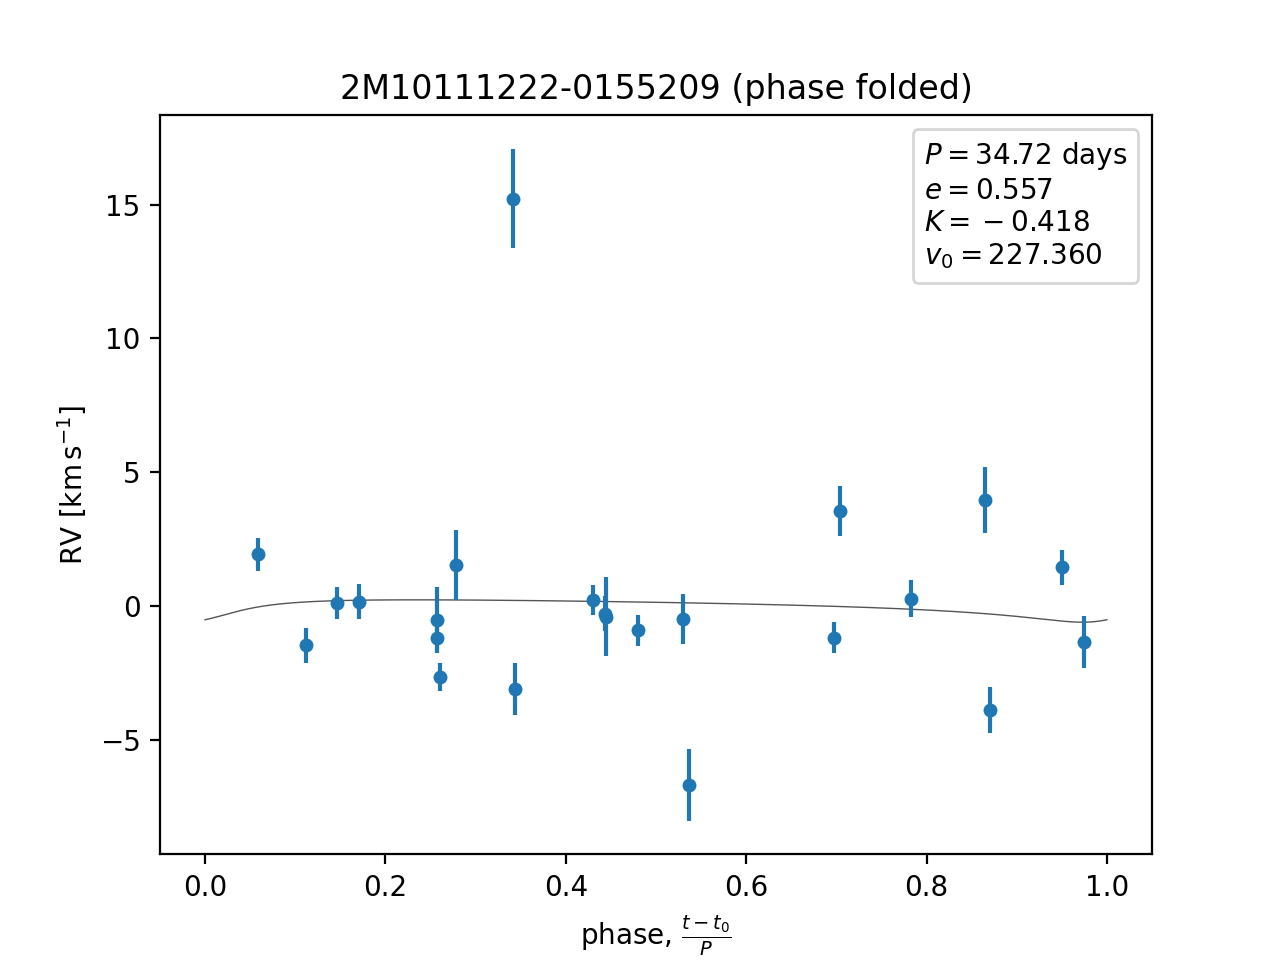 2M10111222-0155209 (phase folded)
P = 34.72 days
e = 0.557
K = −0.418
v₀ = 227.360
15
10
5
0
−5
RV [km s⁻¹]
0.0 0.2 0.4 0.6 0.8 1.0
phase, (t − t₀)/P